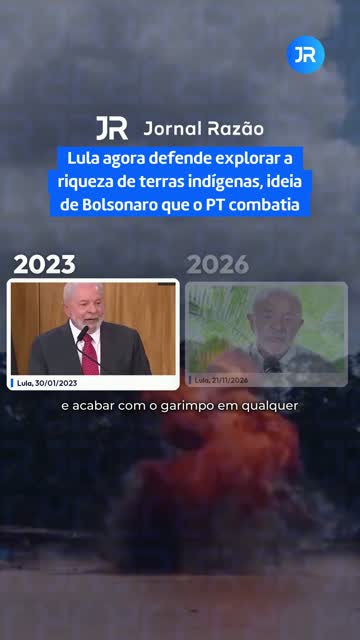 JR
JR Jornal Razão
Lula agora defende explorar a
riqueza de terras indígenas, ideia
de Bolsonaro que o PT combatia
2023
2026
Lula, 30/01/2023
Lula, 21/11/2026
e acabar com o garimpo em qualquer